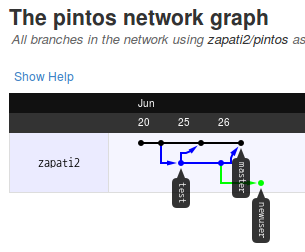 The pintos network graph
All branches in the network using zapati2/pintos as
Show Help
Jun
20 25 26
zapati2
master
test
newuser